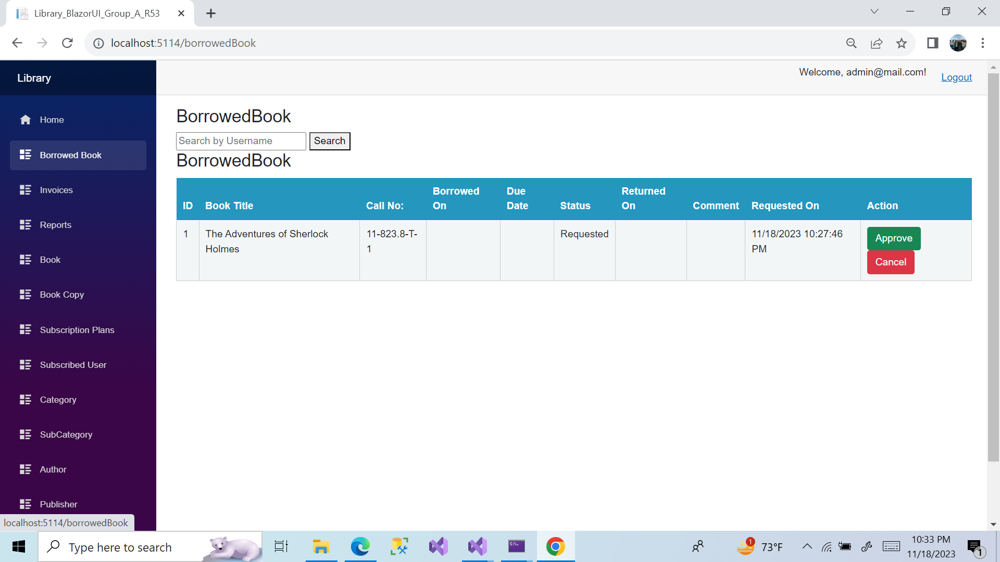 Library_BlazorUI_Group_A_R53
localhost:5114/borrowedBook
Library
Welcome, admin@mail.com!
Logout
Home
Borrowed Book
Invoices
Reports
Book
Book Copy
Subscription Plans
Subscribed User
Category
SubCategory
Author
Publisher
BorrowedBook
Search by Username
Search
BorrowedBook
ID Book Title Call No: Borrowed On Due Date Status Returned On Comment Requested On Action
1 The Adventures of Sherlock Holmes 11-823.8-T-1 Requested 11/18/2023 10:27:46 PM Approve
Cancel
localhost:5114/borrowedBook
Type here to search
C:\_
1
73°F
10:33 PM
11/18/2023
1